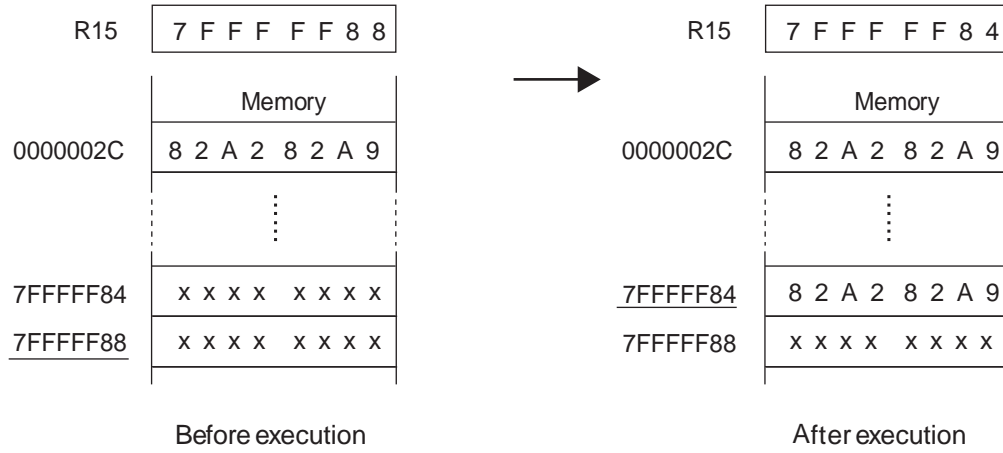 R15 7 F F F F F 8 8
Memory
0000002C 8 2 A 2 8 2 A 9
7FFFFF84 x x x x x x x x
7FFFFF88 x x x x x x x x
Before execution
R15 7 F F F F F 8 4
Memory
0000002C 8 2 A 2 8 2 A 9
7FFFFF84 8 2 A 2 8 2 A 9
7FFFFF88 x x x x x x x x
After execution